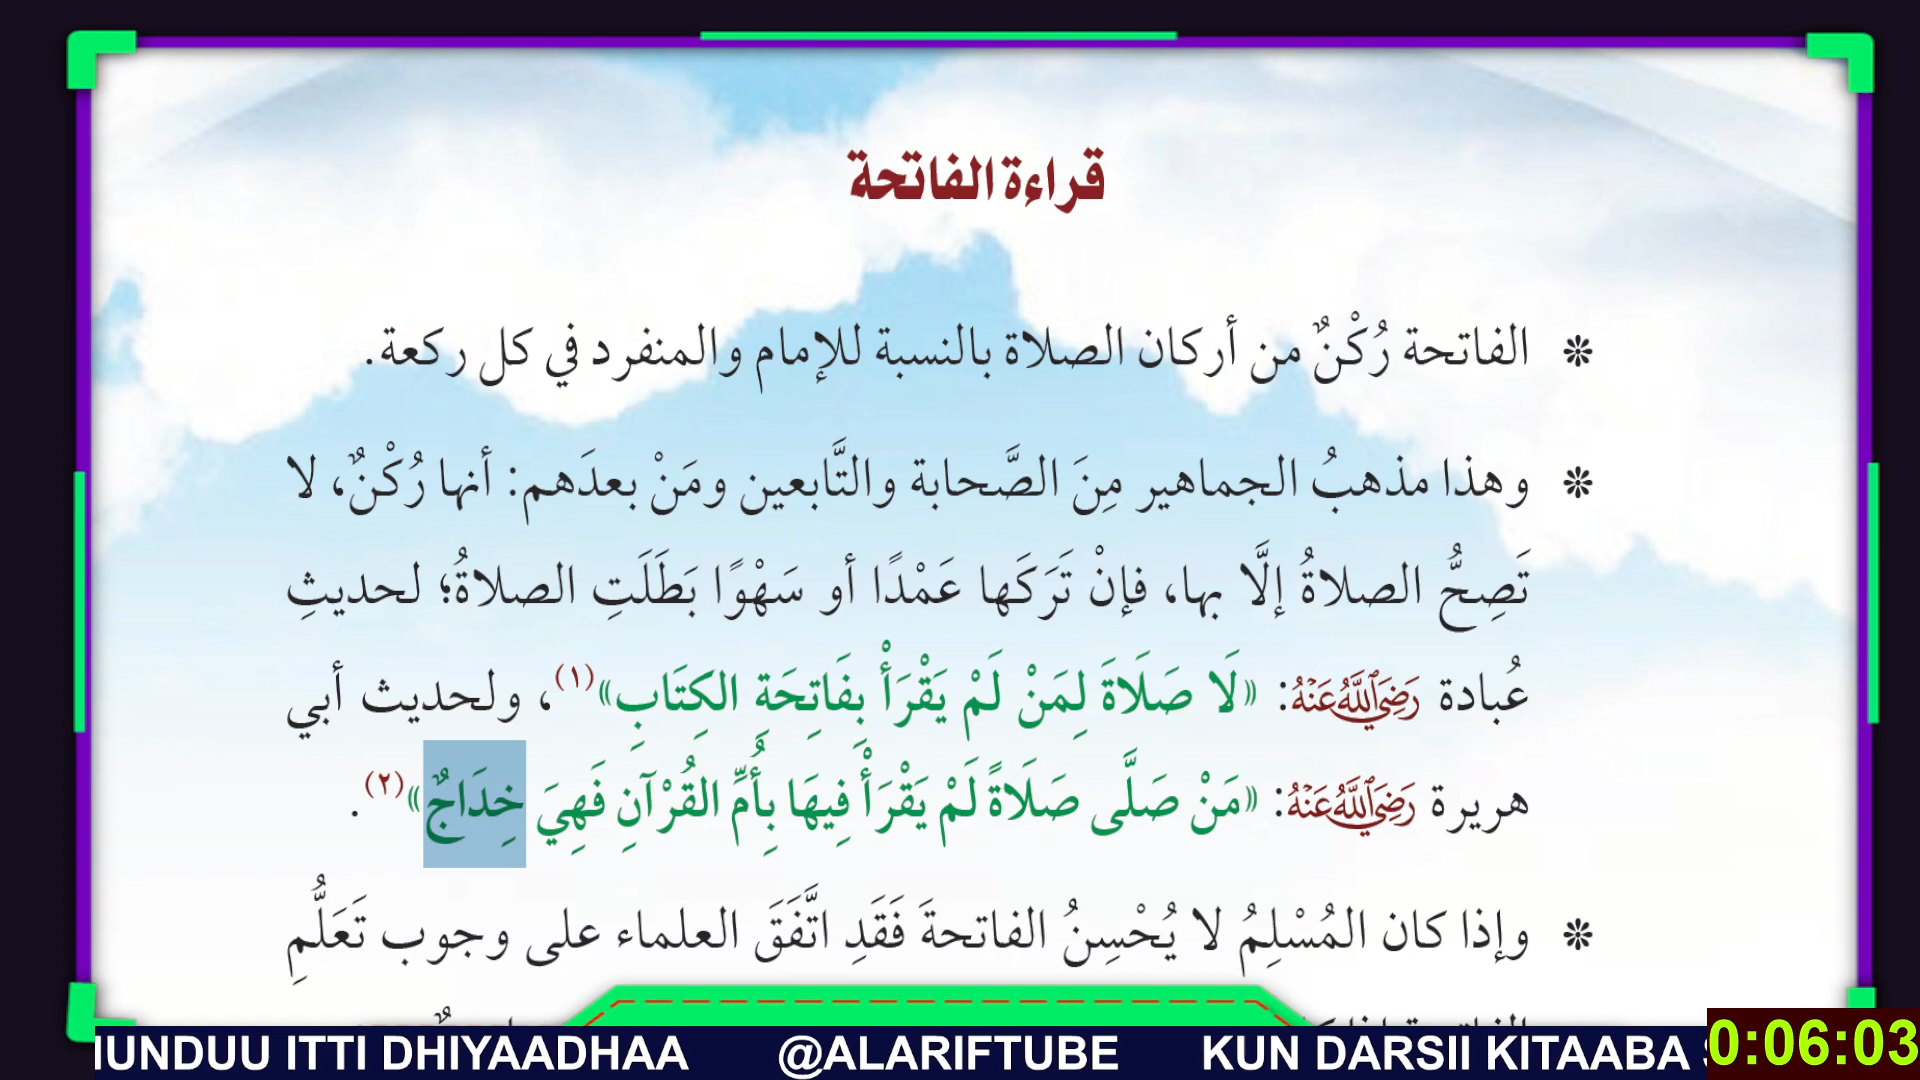 قراءة الفاتحة
❊ الفاتحة رُكْنٌ من أركان الصلاة بالنسبة للإمام والمنفرد في كل ركعة.
❊ وهذا مذهبُ الجماهير مِنَ الصَّحابة والتَّابعين ومَنْ بعدَهم: أنها رُكْنٌ، لا
تَصِحُّ الصلاةُ إلَّا بها، فإنْ تَرَكَها عَمْدًا أو سَهْوًا بَطَلَتِ الصلاةُ؛ لحديثِ
عُبادة رَضِيَ ٱللَّهُ عَنْهُ: «لَا صَلَاةَ لِمَنْ لَمْ يَقْرَأْ بِفَاتِحَةِ الكِتَابِ»(١)، ولحديث أبي
هريرة رَضِيَ ٱللَّهُ عَنْهُ: «مَنْ صَلَّى صَلَاةً لَمْ يَقْرَأْ فِيهَا بِأُمِّ القُرْآنِ فَهِيَ خِدَاجٌ»(٢).
❊ وإذا كان المُسْلِمُ لا يُحْسِنُ الفاتحةَ فَقَدِ اتَّفَقَ العلماء على وجوب تَعَلُّمِ
HUNDUU ITTI DHIYAADHAA @ALARIFTUBE KUN DARSII KITAABA
0:06:03